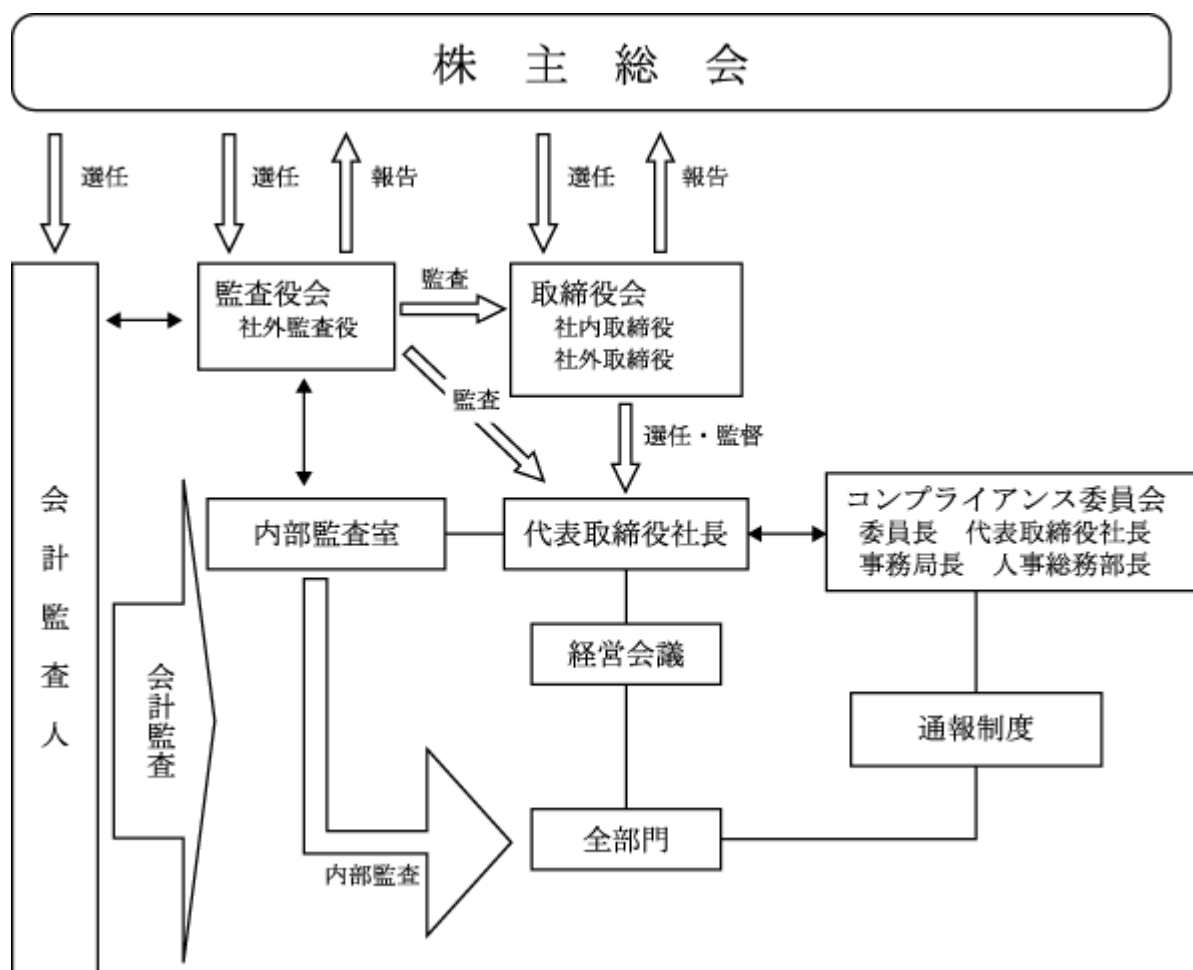 株主総会
選任
選任
報告
選任
報告
監査役会
社外監査役
監査
取締役会
社内取締役
社外取締役
監査
選任・監督
会計監査人
内部監査室
代表取締役社長
コンプライアンス委員会
委員長 代表取締役社長
事務局長 人事総務部長
経営会議
会計監査
通報制度
全部門
内部監査